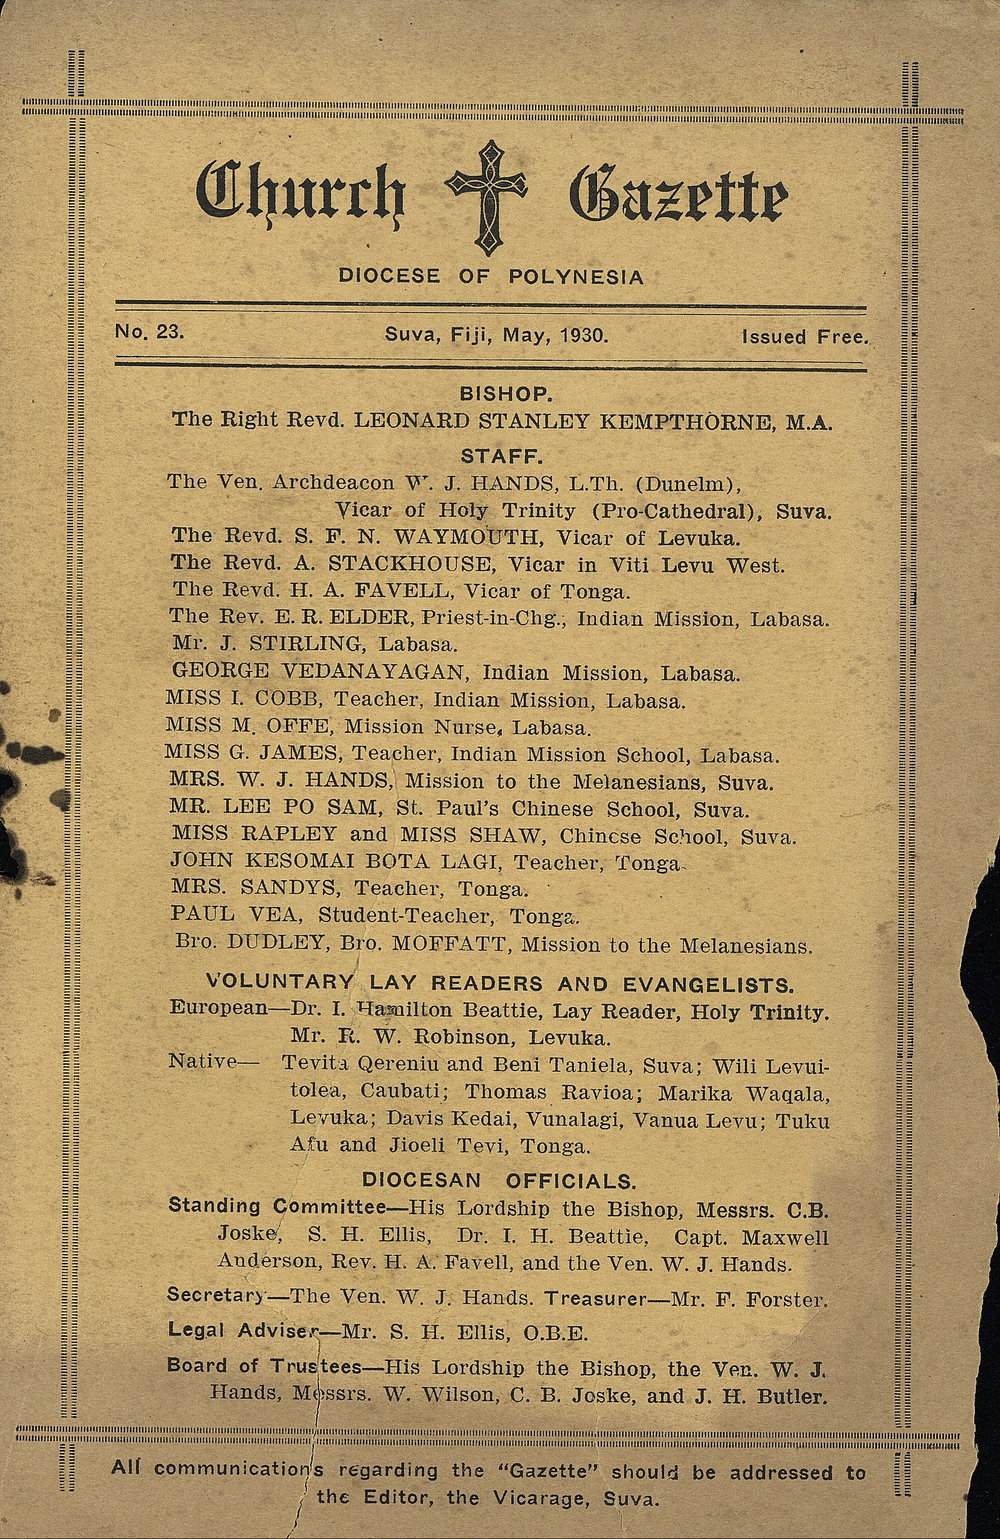 Church Gazette
DIOCESE OF POLYNESIA
No. 23. Suva, Fiji, May, 1930. Issued Free.
BISHOP.
The Right Revd. LEONARD STANLEY KEMPTHORNE, M.A.
STAFF.
The Ven. Archdeacon W. J. HANDS, L.Th. (Dunelm),
Vicar of Holy Trinity (Pro-Cathedral), Suva.
The Revd. S. F. N. WAYMOUTH, Vicar of Levuka.
The Revd. A. STACKHOUSE, Vicar in Viti Levu West.
The Revd. H. A. FAVELL, Vicar of Tonga.
The Rev. E. R. ELDER, Priest-in-Chg., Indian Mission, Labasa.
Mr. J. STIRLING, Labasa.
GEORGE VEDANAYAGAN, Indian Mission, Labasa.
MISS I. COBB, Teacher, Indian Mission, Labasa.
MISS M. OFFE, Mission Nurse, Labasa.
MISS G. JAMES, Teacher, Indian Mission School, Labasa.
MRS. W. J. HANDS, Mission to the Melanesians, Suva.
MR. LEE PO SAM, St. Paul's Chinese School, Suva.
MISS RAPLEY and MISS SHAW, Chinese School, Suva.
JOHN KESOMAI BOTA LAGI, Teacher, Tonga.
MRS. SANDYS, Teacher, Tonga.
PAUL VEA, Student-Teacher, Tonga.
Bro. DUDLEY, Bro. MOFFATT, Mission to the Melanesians.
VOLUNTARY LAY READERS AND EVANGELISTS.
European—Dr. I. Hamilton Beattie, Lay Reader, Holy Trinity.
Mr. R. W. Robinson, Levuka.
Native— Tevita Qereniu and Beni Taniela, Suva; Wili Levui-
tolea, Caubati; Thomas Ravioa; Marika Waqala,
Levuka; Davis Kedai, Vunalagi, Vanua Levu; Tuku
Afu and Jioeli Tevi, Tonga.
DIOCESAN OFFICIALS.
Standing Committee—His Lordship the Bishop, Messrs. C.B.
Joske, S. H. Ellis, Dr. I. H. Beattie, Capt. Maxwell
Anderson, Rev. H. A. Favell, and the Ven. W. J. Hands.
Secretary—The Ven. W. J. Hands. Treasurer—Mr. F. Forster.
Legal Adviser—Mr. S. H. Ellis, O.B.E.
Board of Trustees—His Lordship the Bishop, the Ven. W. J.
Hands, Messrs. W. Wilson, C. B. Joske, and J. H. Butler.
All communications regarding the "Gazette" should be addressed to
the Editor, the Vicarage, Suva.